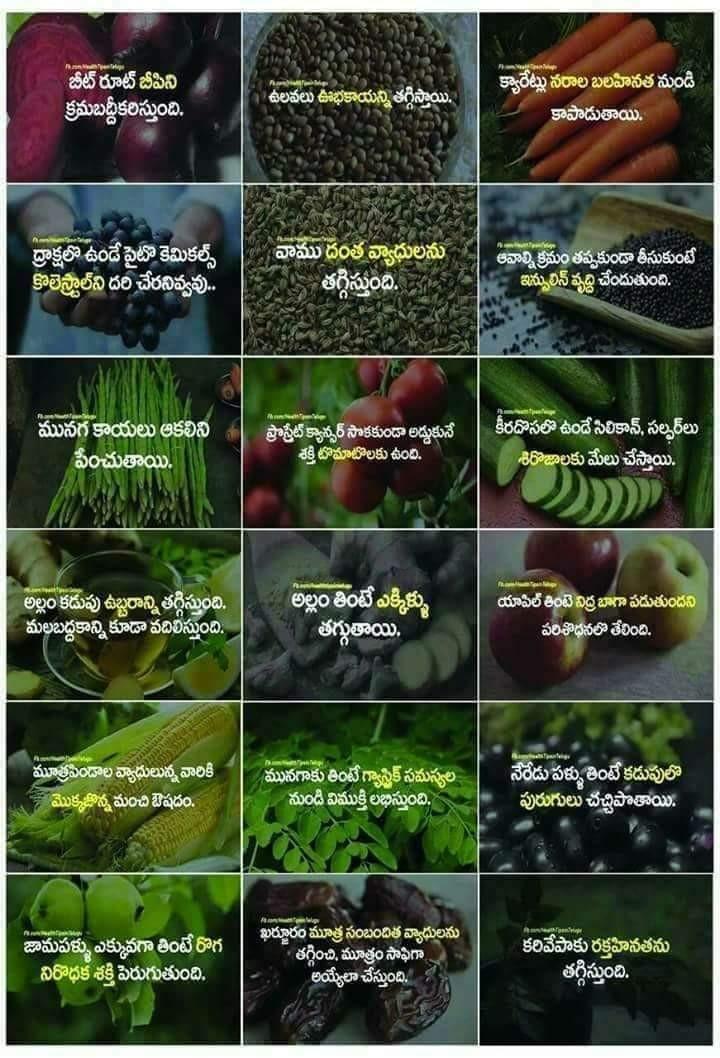 Fb.com/HealthTipsinTelugu
బీట్ రూట్ బీపిని
క్రమబద్దీకరిస్తుంది.
Fb.com/HealthTipsinTelugu
ఉలవలు ఊభకాయన్ని తగ్గిస్తాయి.
Fb.com/HealthTipsinTelugu
క్యారేట్లు నరాల బలహినత నుండి
కాపాడుతాయి.
Fb.com/HealthTipsinTelugu
ద్రాక్షలొ ఉండే పైటొ కెమికల్స్
కొలెస్ట్రాల్‌ని దరి చేరనివ్వవు..
Fb.com/HealthTipsinTelugu
వాము దంత వ్యాధులను
తగ్గిస్తుంది.
Fb.com/HealthTipsinTelugu
ఆవాల్ని క్రమం తప్పకుండా తీసుకుంటే
ఇన్సులిన్ వృద్ది చేందుతుంది.
Fb.com/HealthTipsinTelugu
మునగ కాయలు ఆకలిని
పేంచుతాయి.
Fb.com/HealthTipsinTelugu
ప్రొస్ట్రేట్ క్యాన్సర్ సొకకుండా అడ్డుకునే
శక్తి టొమాటొలకు ఉంది.
Fb.com/HealthTipsinTelugu
కీరదొసలొ ఉండే సిలికాన్, సల్ఫర్‌లు
శిరొజాలకు మేలు చేస్తాయి.
Fb.com/HealthTipsinTelugu
అల్లం కడుపు ఉబ్బరాన్ని తగ్గిస్తుంది.
మలబద్దకాన్ని కూడా వదిలిస్తుంది.
Fb.com/HealthTipsinTelugu
అల్లం తింటే ఎక్కిళ్ళు
తగ్గుతాయి.
Fb.com/HealthTipsinTelugu
యాపిల్ తింటె నిద్ర బాగా పడుతుందని
పరిశొధనలొ తేలింది.
Fb.com/HealthTipsinTelugu
మూత్రపిండాల వ్యాధులున్న వారికి
మొక్కజొన్న మంచి ఔషదం.
Fb.com/HealthTipsinTelugu
మునగాకు తింటే గ్యాస్ట్రిక్ సమస్యల
నుండి విముక్తి లభిస్తుంది.
Fb.com/HealthTipsinTelugu
నేరేడు పళ్ళు తింటే కడుపులొ
పురుగులు చచ్చిపొతాయి.
Fb.com/HealthTipsinTelugu
జామపళ్ళు ఎక్కువగా తింటే రొగ
నిరొధక శక్తి పెరుగుతుంది.
Fb.com/HealthTipsinTelugu
ఖర్జూరం మూత్ర సంబందిత వ్యాధులను
తగ్గించి, మూత్రం సాఫిగా
అయ్యేలా చేస్తుంది.
Fb.com/HealthTipsinTelugu
కరివేపాకు రక్తహినతను
తగ్గిస్తుంది.